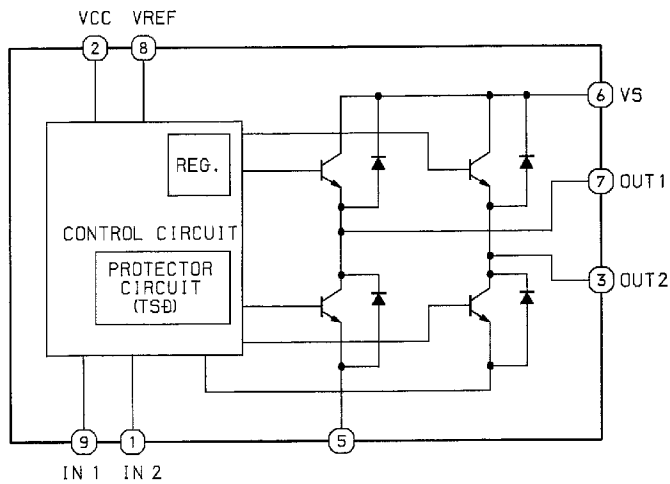 VCC VREF
2 8
6 VS
REG.
7 OUT1
CONTROL CIRCUIT
PROTECTOR
CIRCUIT
(TSD)
3 OUT2
9 1 5
IN 1 IN 2